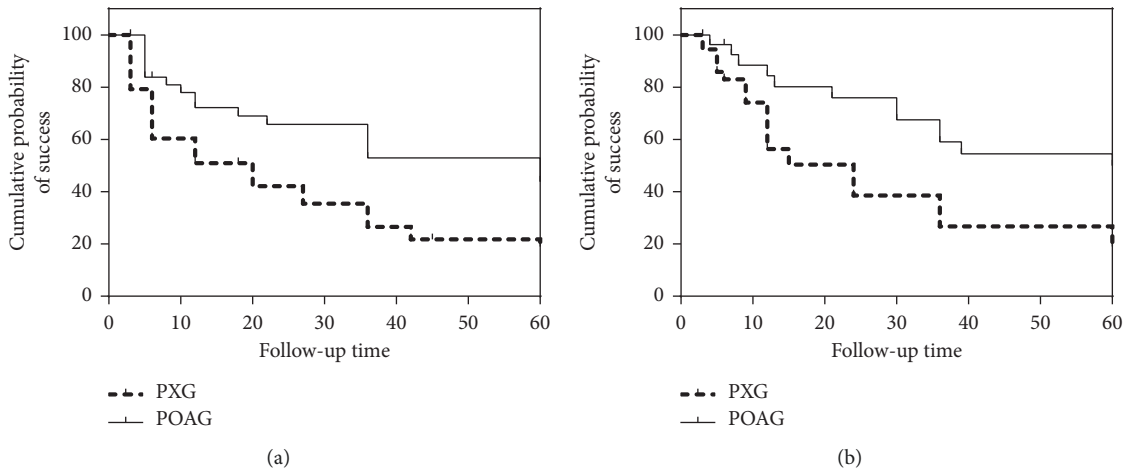 Cumulative probability
of success
100
80
60
40
20
0
0 10 20 30 40 50 60
Follow-up time
PXG
POAG
(a)
Cumulative probability
of success
100
80
60
40
20
0
0 10 20 30 40 50 60
Follow-up time
PXG
POAG
(b)